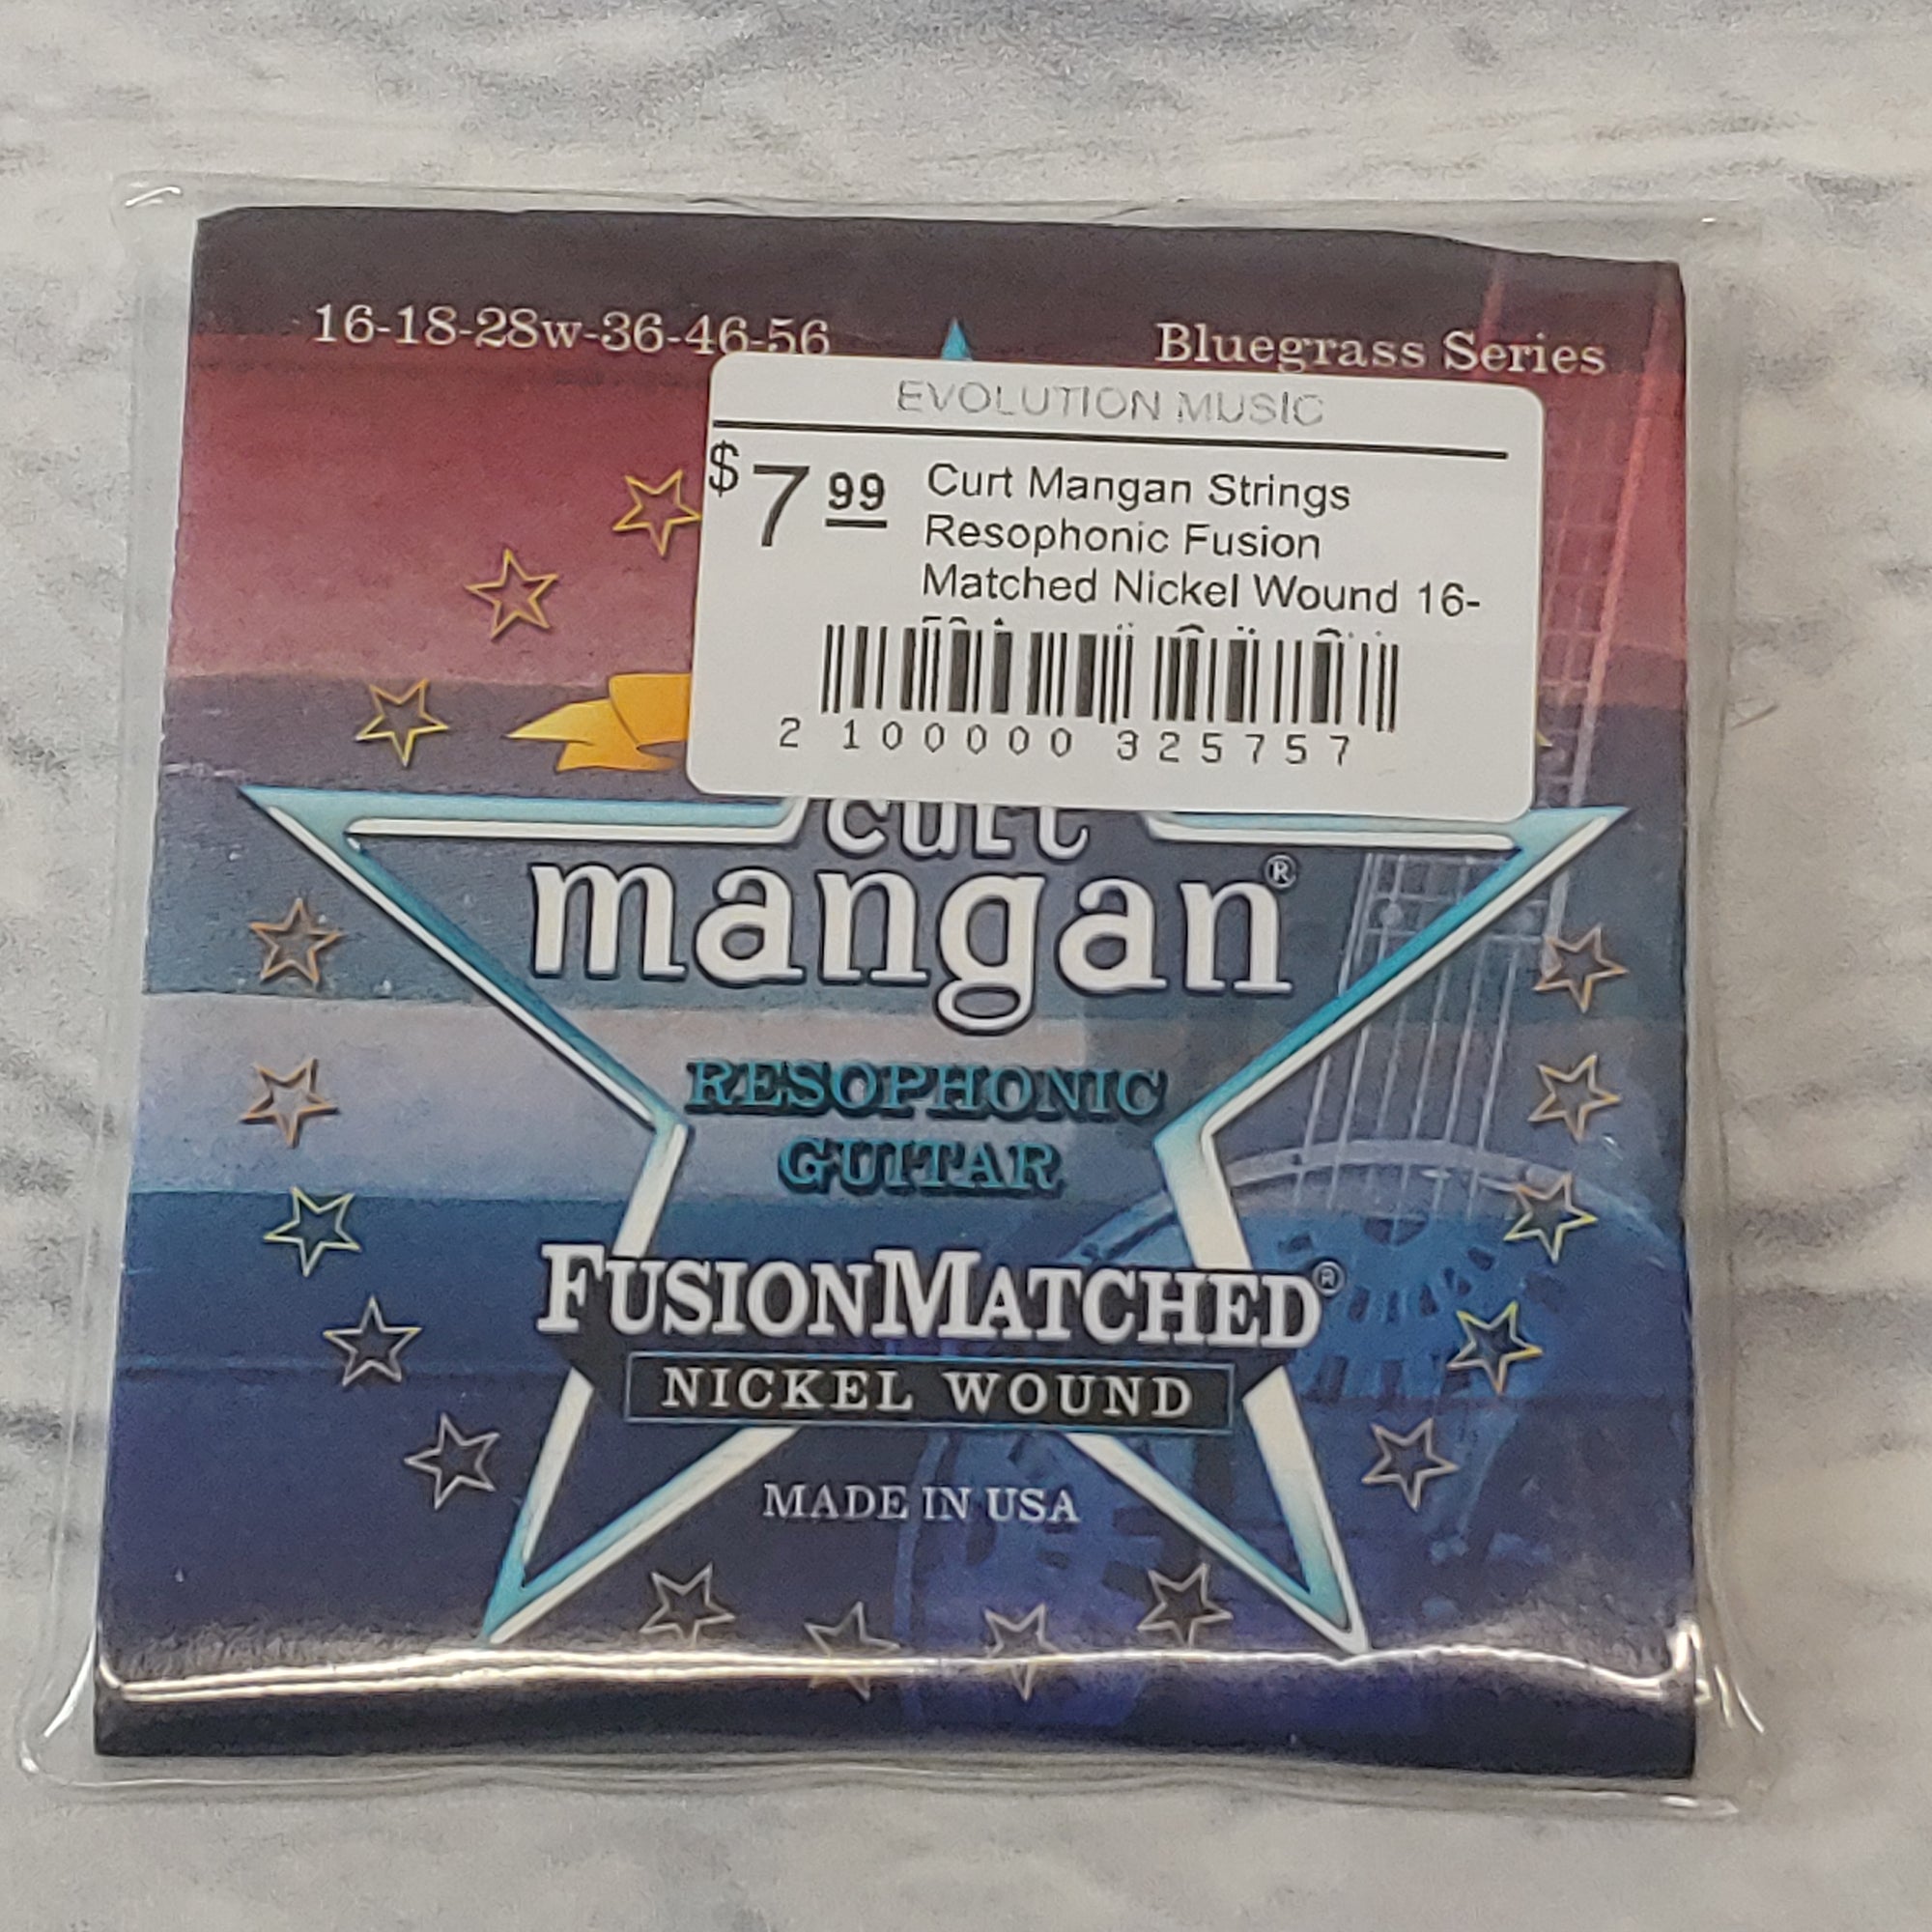 16-18-28w-36-46-56
Bluegrass Series
EVOLUTION MUSIC
$7 99
Curt Mangan Strings
Resophonic Fusion
Matched Nickel Wound 16-
2 100000 325757
curt
mangan®
RESOPHONIC
GUITAR
FUSIONMATCHED®
NICKEL WOUND
MADE IN USA